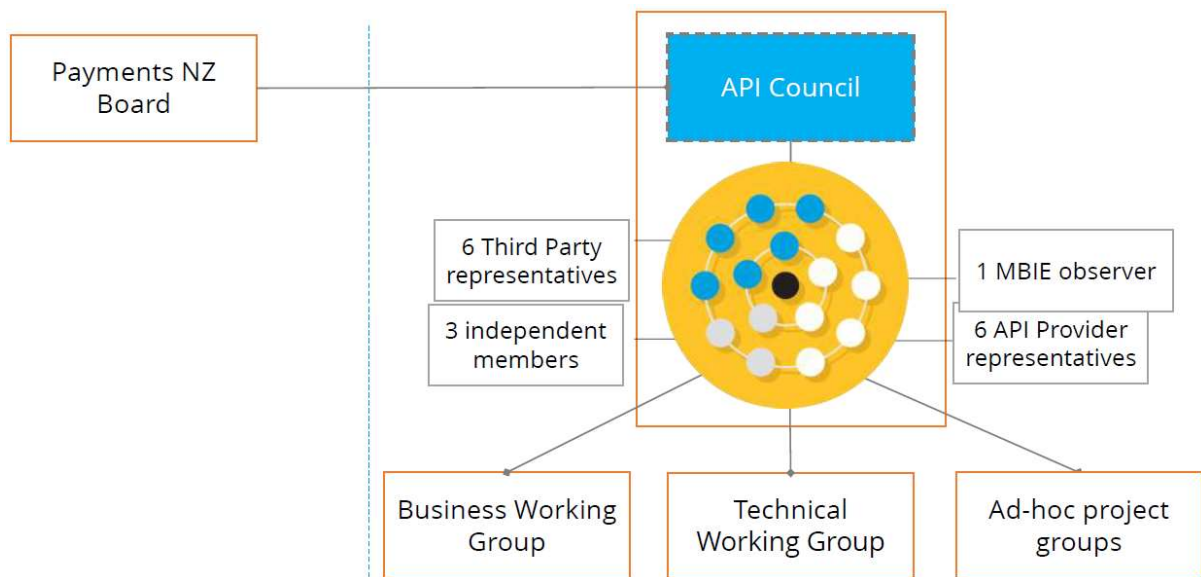 Payments NZ
Board
API Council
6 Third Party
representatives
1 MBIE observer
3 independent
members
6 API Provider
representatives
Business Working
Group
Technical
Working Group
Ad-hoc project
groups